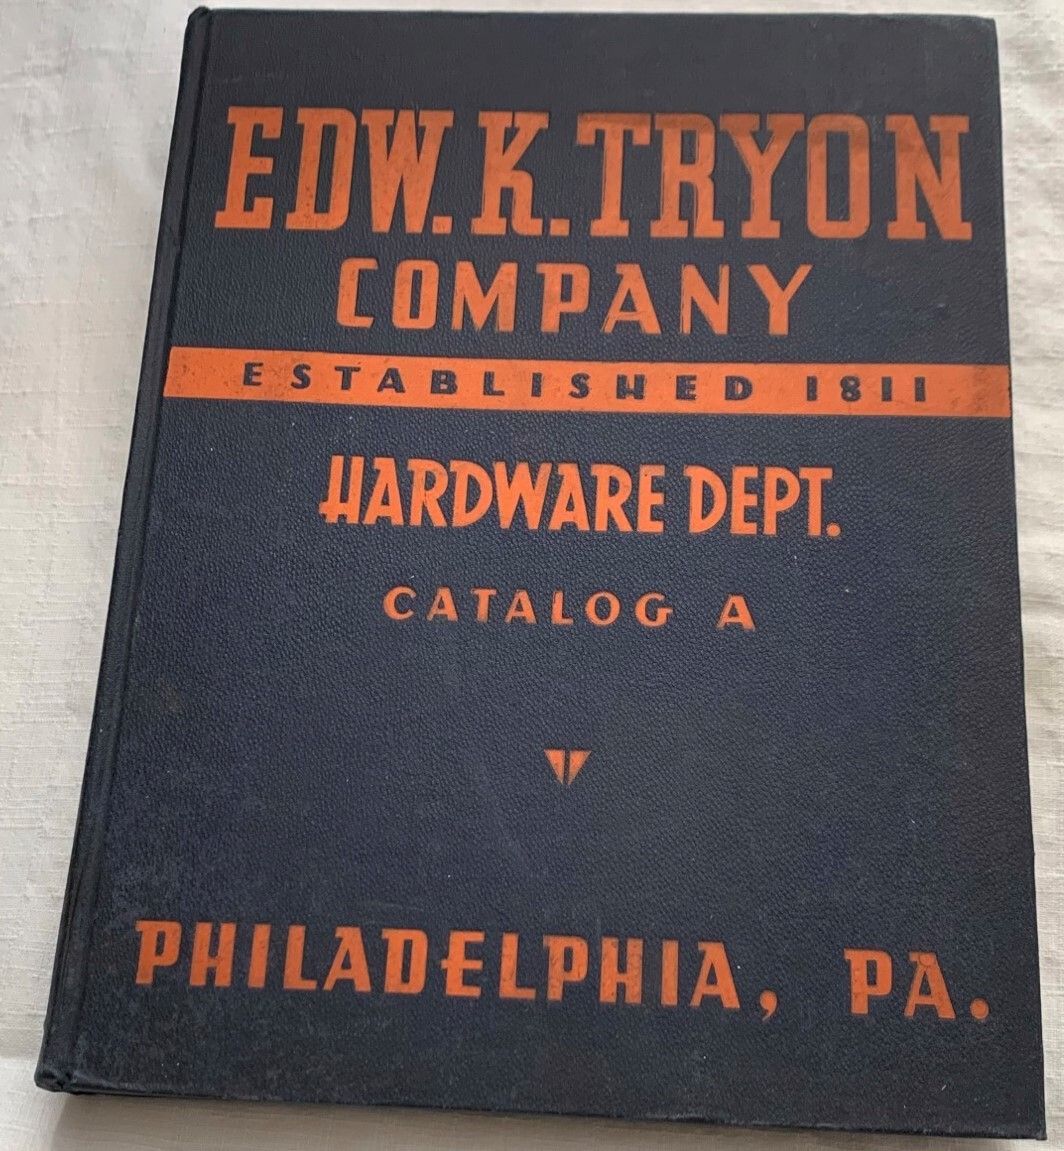 EDW. K. TRYON
COMPANY
ESTABLISHED 1811
HARDWARE DEPT.
CATALOG A
PHILADELPHIA, PA.